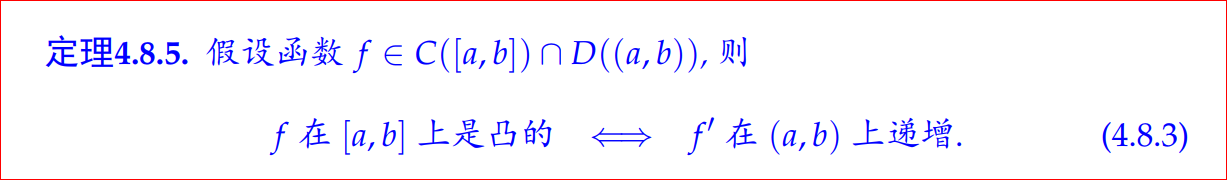 定理4.8.5. 假设函数 f ∈ C([a, b]) ∩ D((a, b)), 则
f 在 [a, b] 上是凸的 ⟺ f′ 在 (a, b) 上递增. (4.8.3)